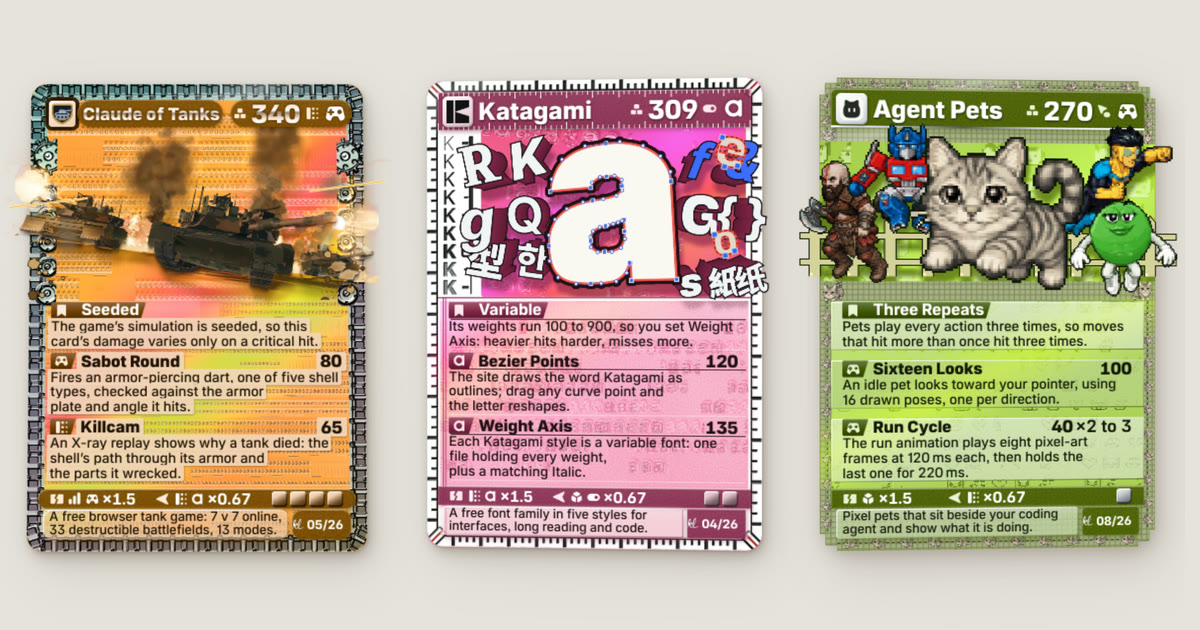 Claude of Tanks 340
Seeded
The game's simulation is seeded, so this
card's damage varies only on a critical hit.
Sabot Round 80
Fires an armor-piercing dart, one of five shell
types, checked against the armor
plate and angle it hits.
Killcam 65
An X-ray replay shows why a tank died: the
shell's path through its armor and
the parts it wrecked.
×1.5 ×0.67
A free browser tank game: 7 v 7 online,
33 destructible battlefields, 13 modes.
05/26
K Katagami 309 a
K
K
K
K
K
K
K
K
K
R K
a
f e &
g Q
G { }
한
g
s 紙纸
Variable
Its weights run 100 to 900, so you set Weight
Axis: heavier hits harder, misses more.
a Bezier Points 120
The site draws the word Katagami as
outlines; drag any curve point and
the letter reshapes.
a Weight Axis 135
Each Katagami style is a variable font: one
file holding every weight,
plus a matching Italic.
a ×1.5 ×0.67
A free font family in five styles for
interfaces, long reading and code.
04/26
Agent Pets 270
Three Repeats
Pets play every action three times, so moves
that hit more than once hit three times.
Sixteen Looks 100
An idle pet looks toward your pointer, using
16 drawn poses, one per direction.
Run Cycle 40×2 to 3
The run animation plays eight pixel-art
frames at 120 ms each, then holds the
last one for 220 ms.
×1.5 ×0.67
Pixel pets that sit beside your coding
agent and show what it is doing.
08/26